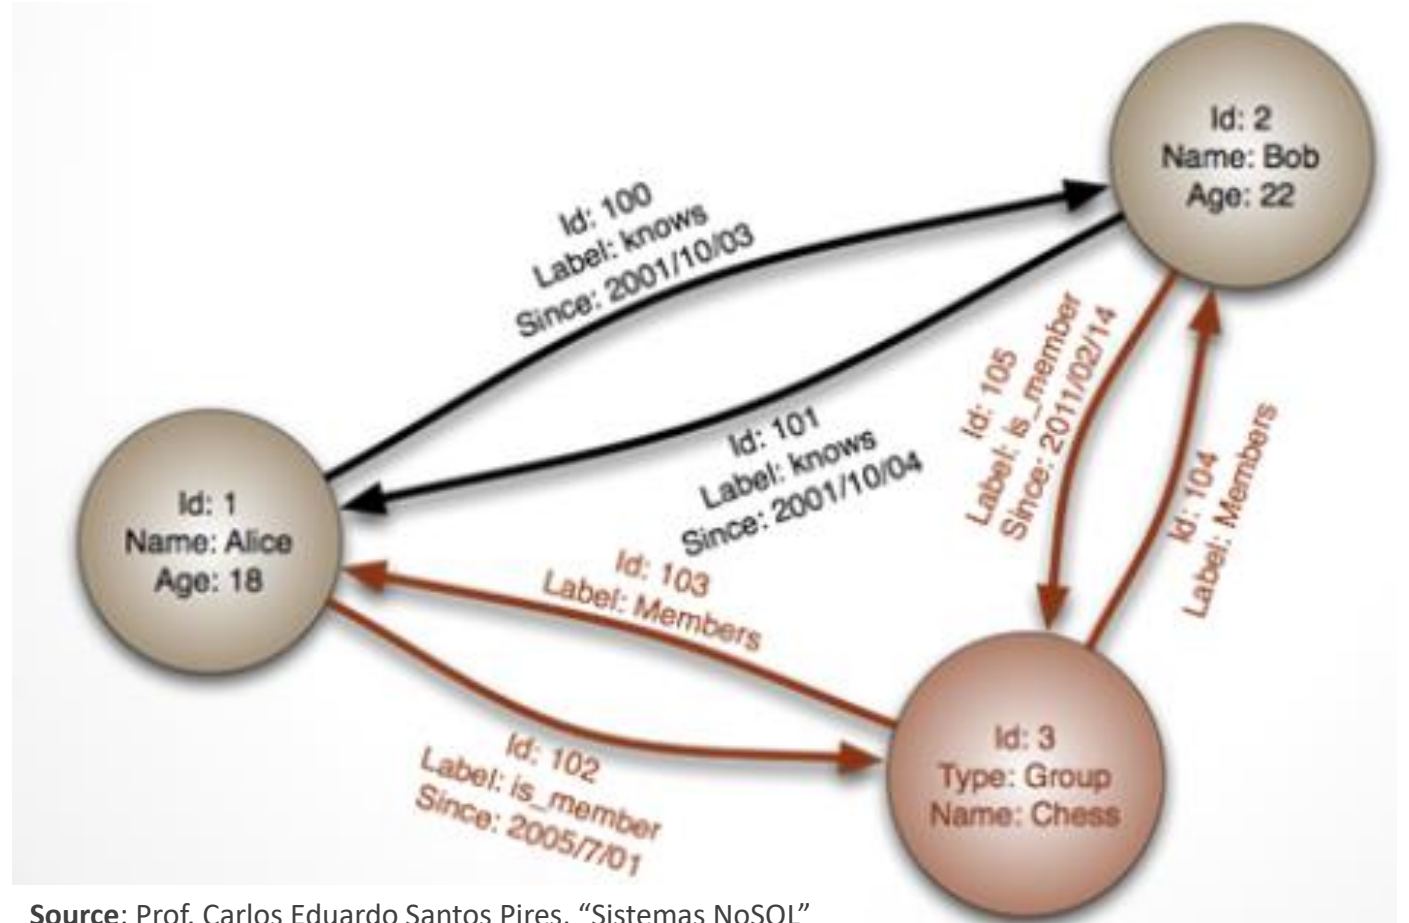 Id: 2
Name: Bob
Age: 22
Id: 100
Label: knows
Since: 2001/10/03
Id: 101
Label: knows
Since: 2001/10/04
Id: 105
Label: is_member
Since: 2011/02/14
Id: 104
Label: Members
Id: 1
Name: Alice
Age: 18
Id: 103
Label: Members
Id: 102
Label: is_member
Since: 2005/7/01
Id: 3
Type: Group
Name: Chess
Source: Prof. Carlos Eduardo Santos Pires. “Sistemas NoSQL”